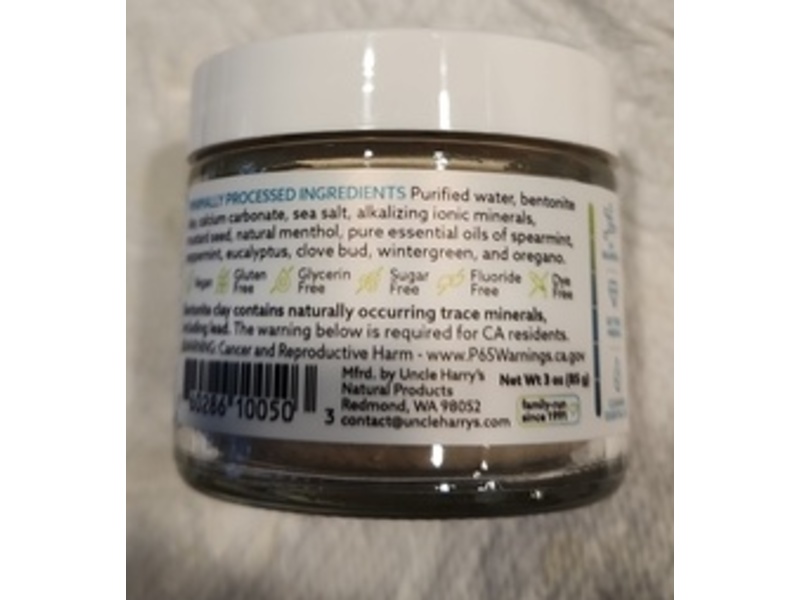 PROCESSED INGREDIENTS Purified water, bentonite
calcium carbonate, sea salt, alkalizing ionic minerals,
seed, natural menthol, pure essential oils of spearmint,
eucalyptus, clove bud, wintergreen, and oregano.
Vegan Gluten Free Glycerin Free Sugar Free Fluoride Free Dye Free
clay contains naturally occurring trace minerals,
lead. The warning below is required for CA residents.
WARNING: Cancer and Reproductive Harm - www.P65Warnings.ca.gov
Mfrd. by Uncle Harry's
Natural Products
Redmond, WA 98052
contact@uncleharrys.com
Net Wt 3 oz (85 g)
family-run
since 1991
10050 3